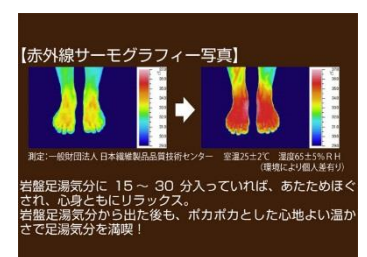 【赤外線サーモグラフィー写真】
測定:一般財団法人 日本繊維製品品質技術センター　室温25±2℃　湿度65±5%RH
(環境により個人差有り)
岩盤足湯気分に 15～ 30 分入っていれば、あたためほぐ
され、心身ともにリラックス。
岩盤足湯気分から出た後も、ポカポカとした心地よい温か
さで足湯気分を満喫！